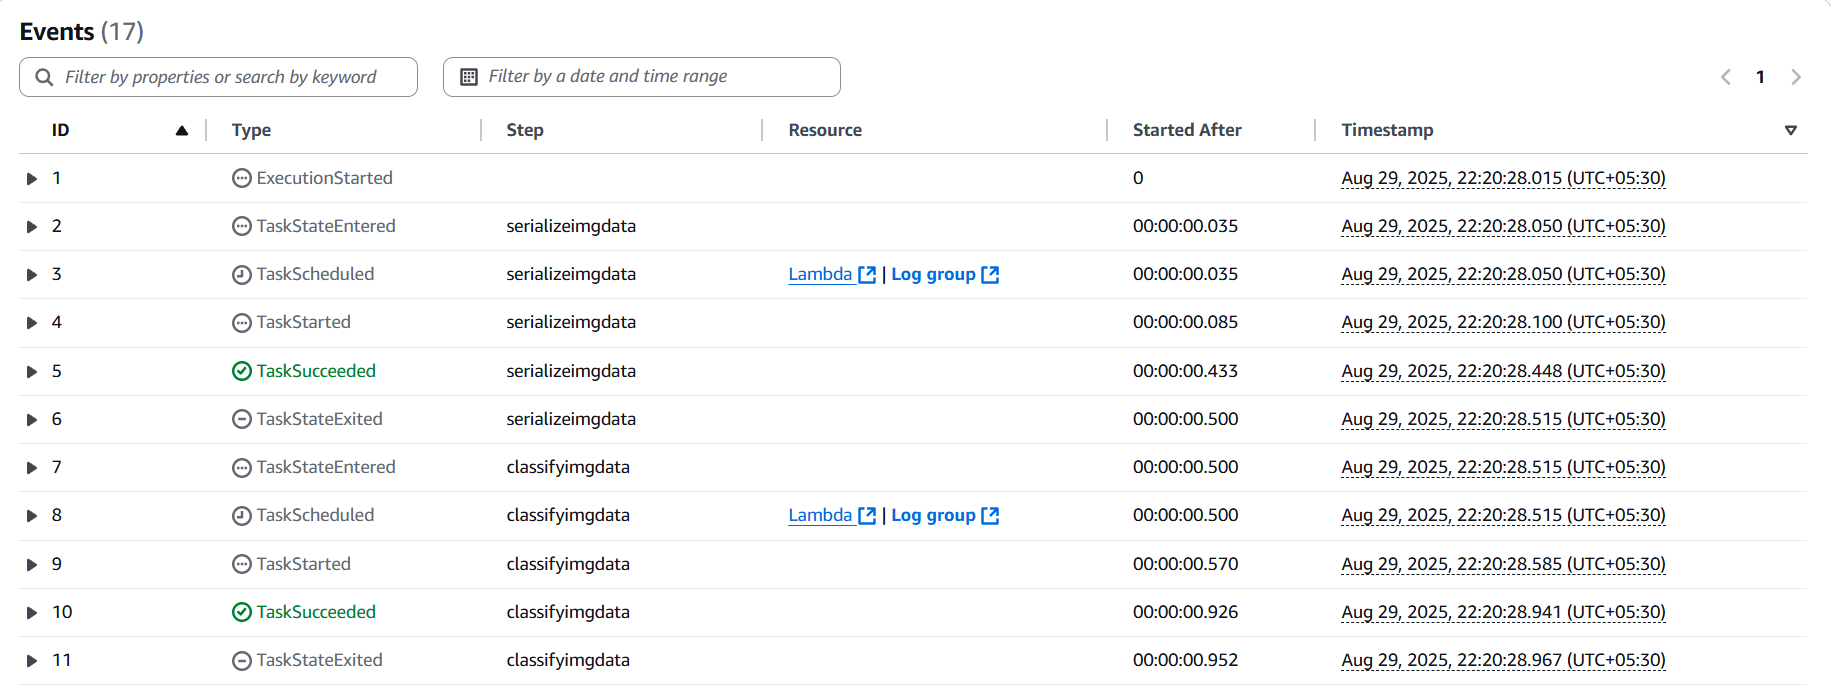 Events (17)
Filter by properties or search by keyword Filter by a date and time range 1
ID Type Step Resource Started After Timestamp
1 ExecutionStarted 0 Aug 29, 2025, 22:20:28.015 (UTC+05:30)
2 TaskStateEntered serializeimgdata 00:00:00.035 Aug 29, 2025, 22:20:28.050 (UTC+05:30)
3 TaskScheduled serializeimgdata Lambda | Log group 00:00:00.035 Aug 29, 2025, 22:20:28.050 (UTC+05:30)
4 TaskStarted serializeimgdata 00:00:00.085 Aug 29, 2025, 22:20:28.100 (UTC+05:30)
5 TaskSucceeded serializeimgdata 00:00:00.433 Aug 29, 2025, 22:20:28.448 (UTC+05:30)
6 TaskStateExited serializeimgdata 00:00:00.500 Aug 29, 2025, 22:20:28.515 (UTC+05:30)
7 TaskStateEntered classifyimgdata 00:00:00.500 Aug 29, 2025, 22:20:28.515 (UTC+05:30)
8 TaskScheduled classifyimgdata Lambda | Log group 00:00:00.500 Aug 29, 2025, 22:20:28.515 (UTC+05:30)
9 TaskStarted classifyimgdata 00:00:00.570 Aug 29, 2025, 22:20:28.585 (UTC+05:30)
10 TaskSucceeded classifyimgdata 00:00:00.926 Aug 29, 2025, 22:20:28.941 (UTC+05:30)
11 TaskStateExited classifyimgdata 00:00:00.952 Aug 29, 2025, 22:20:28.967 (UTC+05:30)